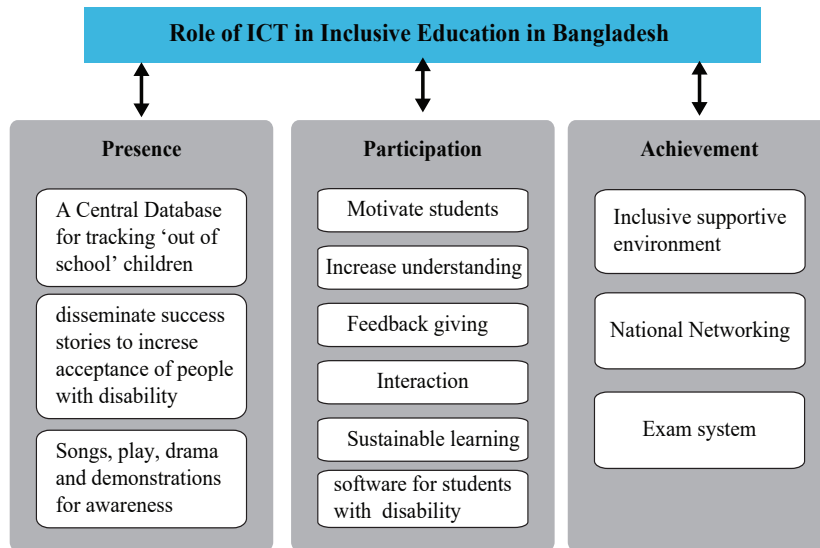 Role of ICT in Inclusive Education in Bangladesh
Presence
A Central Database
for tracking ‘out of
school’ children
disseminate success
stories to increse
acceptance of people
with disability
Songs, play, drama
and demonstrations
for awareness
Participation
Motivate students
Increase understanding
Feedback giving
Interaction
Sustainable learning
software for students
with disability
Achievement
Inclusive supportive
environment
National Networking
Exam system